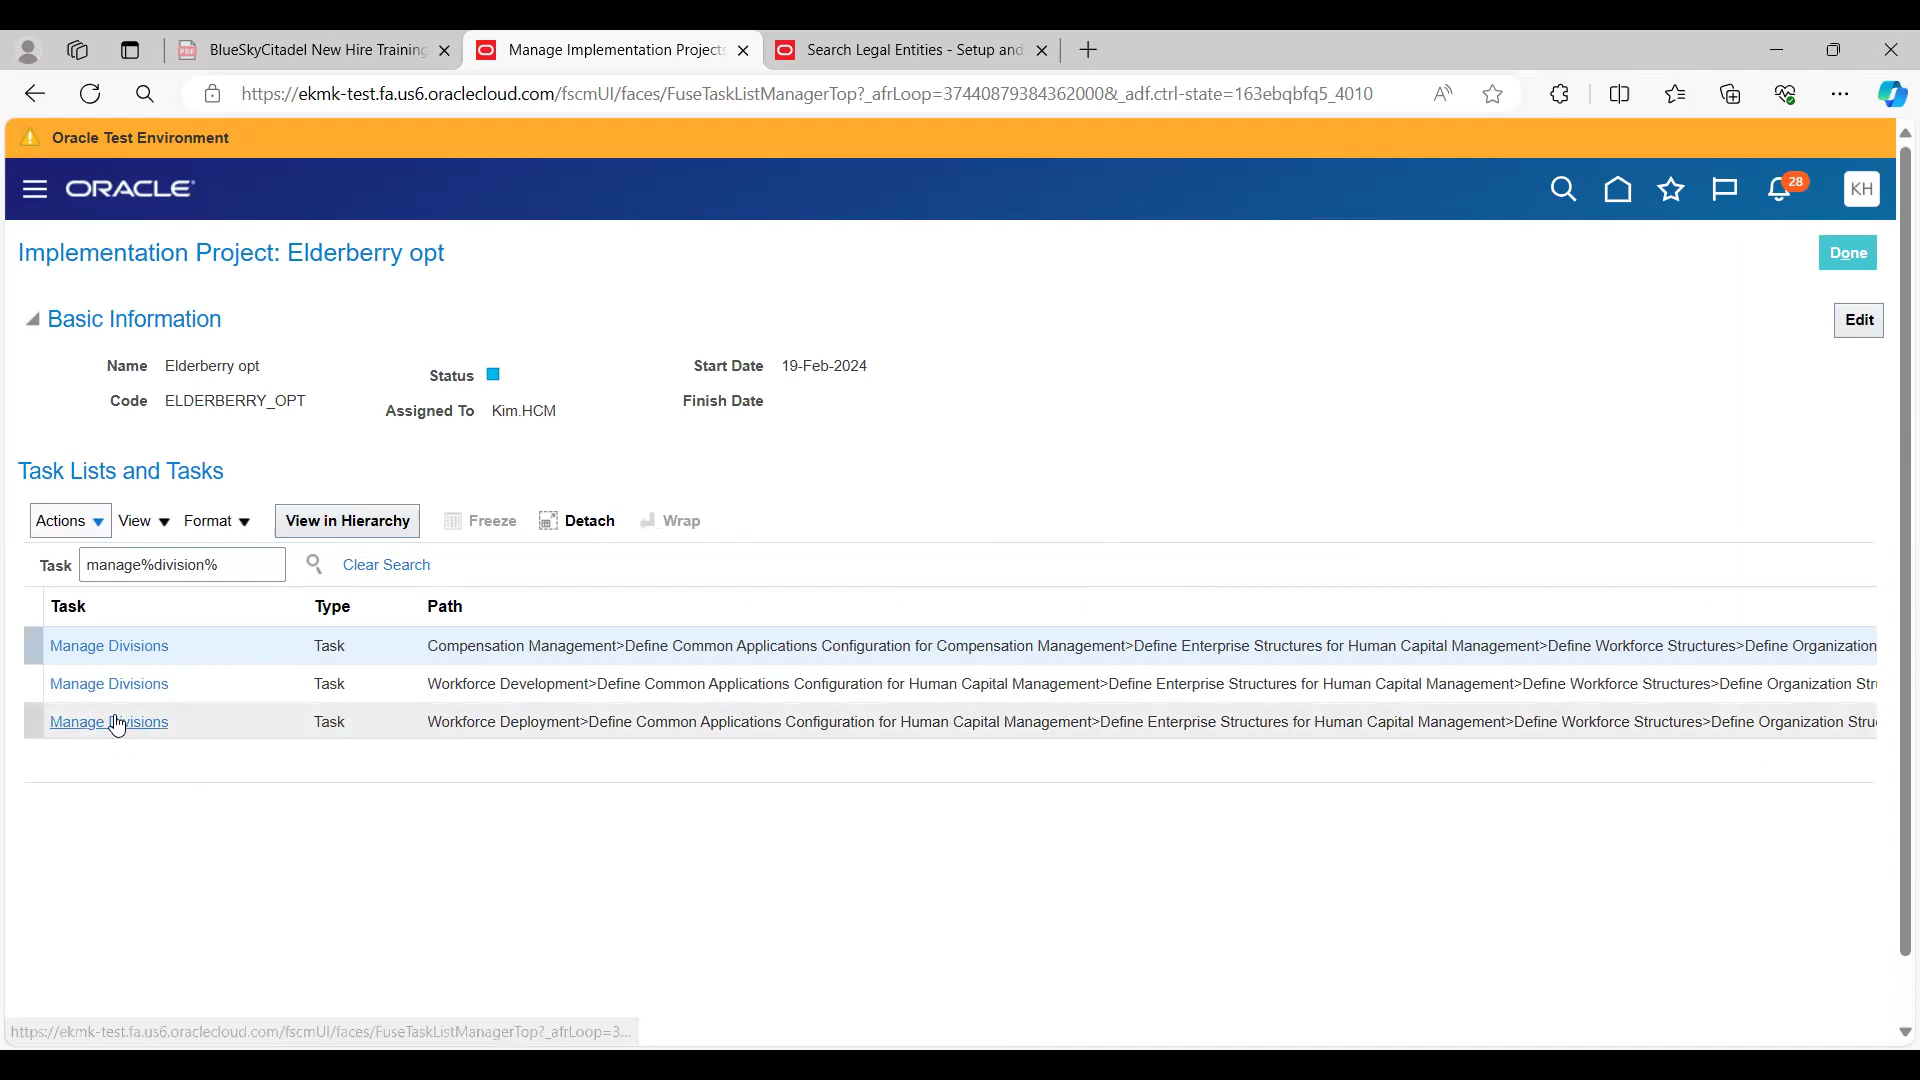 BlueSkyCitadel New Hire Training
Manage Implementation Projects
Search Legal Entities - Setup and
https://ekmk-test.fa.us6.oraclecloud.com/fscmUI/faces/FuseTaskListManagerTop?_afrLoop=37440879384362000&_adf.ctrl-state=163ebqbfq5_4010
Oracle Test Environment
ORACLE
28
KH
Implementation Project: Elderberry opt
Done
Basic Information
Edit
Name Elderberry opt
Status
Start Date 19-Feb-2024
Code ELDERBERRY_OPT
Assigned To Kim.HCM
Finish Date
Task Lists and Tasks
Actions View Format View in Hierarchy Freeze Detach Wrap
Task manage%division% Clear Search
Task Type Path
Manage Divisions Task Compensation Management>Define Common Applications Configuration for Compensation Management>Define Enterprise Structures for Human Capital Management>Define Workforce Structures>Define Organization
Manage Divisions Task Workforce Development>Define Common Applications Configuration for Human Capital Management>Define Enterprise Structures for Human Capital Management>Define Workforce Structures>Define Organization Stru
Manage Divisions Task Workforce Deployment>Define Common Applications Configuration for Human Capital Management>Define Enterprise Structures for Human Capital Management>Define Workforce Structures>Define Organization Stru
https://ekmk-test.fa.us6.oraclecloud.com/fscmUI/faces/FuseTaskListManagerTop?_afrLoop=3...